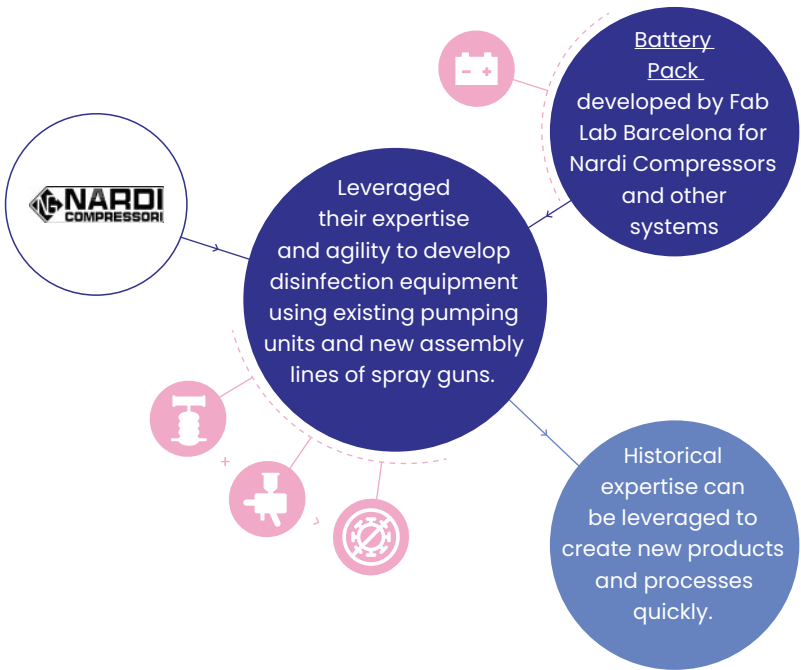 NARDI
COMPRESSORI
Leveraged
their expertise
and agility to develop
disinfection equipment
using existing pumping
units and new assembly
lines of spray guns.
Battery
Pack
developed by Fab
Lab Barcelona for
Nardi Compressors
and other
systems
+
Historical
expertise can
be leveraged to
create new products
and processes
quickly.